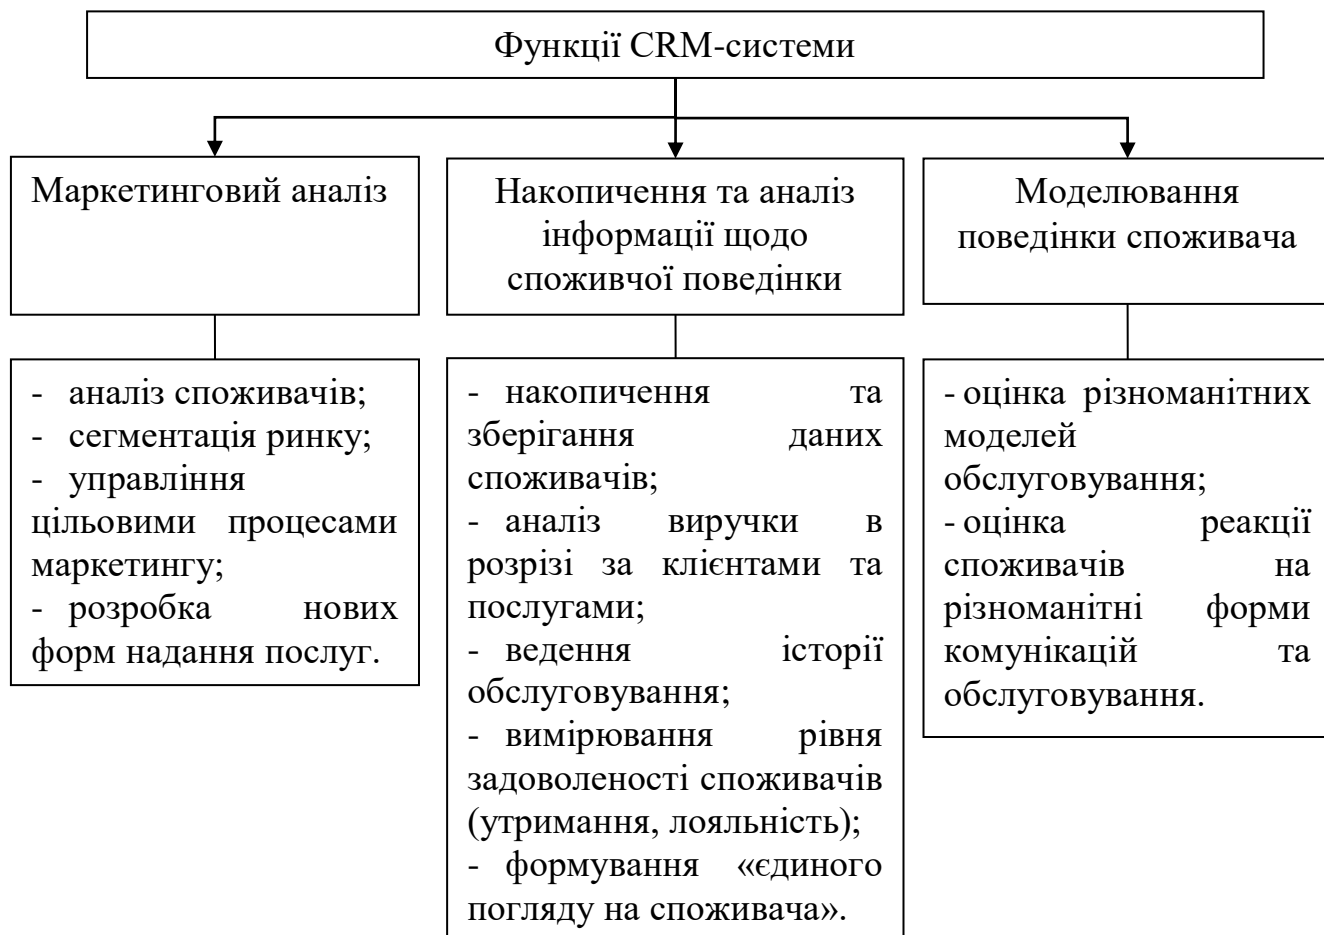 Функції CRM-системи
Маркетинговий аналіз
Накопичення та аналіз
інформації щодо
споживчої поведінки
Моделювання
поведінки споживача
- аналіз споживачів;
- сегментація ринку;
- управління
цільовими процесами
маркетингу;
- розробка нових
форм надання послуг.
- накопичення та
зберігання даних
споживачів;
- аналіз виручки в
розрізі за клієнтами та
послугами;
- ведення історії
обслуговування;
- вимірювання рівня
задоволеності споживачів
(утримання, лояльність);
- формування «єдиного
погляду на споживача».
- оцінка різноманітних
моделей
обслуговування;
- оцінка реакції
споживачів на
різноманітні форми
комунікацій та
обслуговування.